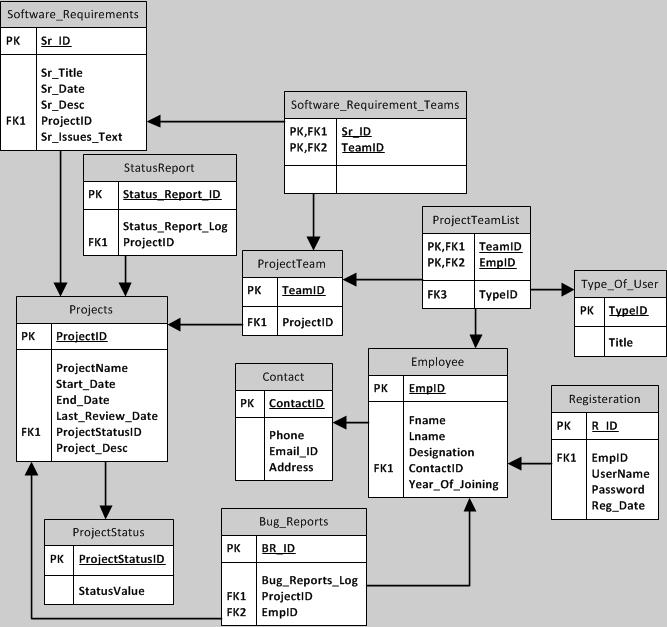 Software_Requirements
PK Sr_ID
Sr_Title
Sr_Date
Sr_Desc
FK1 ProjectID
Sr_Issues_Text
Software_Requirement_Teams
PK,FK1 Sr_ID
PK,FK2 TeamID
StatusReport
PK Status_Report_ID
Status_Report_Log
FK1 ProjectID
ProjectTeamList
PK,FK1 TeamID
PK,FK2 EmpID
FK3 TypeID
ProjectTeam
PK TeamID
FK1 ProjectID
Type_Of_User
PK TypeID
Title
Projects
PK ProjectID
ProjectName
Start_Date
End_Date
Last_Review_Date
FK1 ProjectStatusID
Project_Desc
Employee
PK EmpID
Fname
Lname
Designation
FK1 ContactID
Year_Of_Joining
Contact
PK ContactID
Phone
Email_ID
Address
Registeration
PK R_ID
FK1 EmpID
UserName
Password
Reg_Date
ProjectStatus
PK ProjectStatusID
StatusValue
Bug_Reports
PK BR_ID
Bug_Reports_Log
FK1 ProjectID
FK2 EmpID